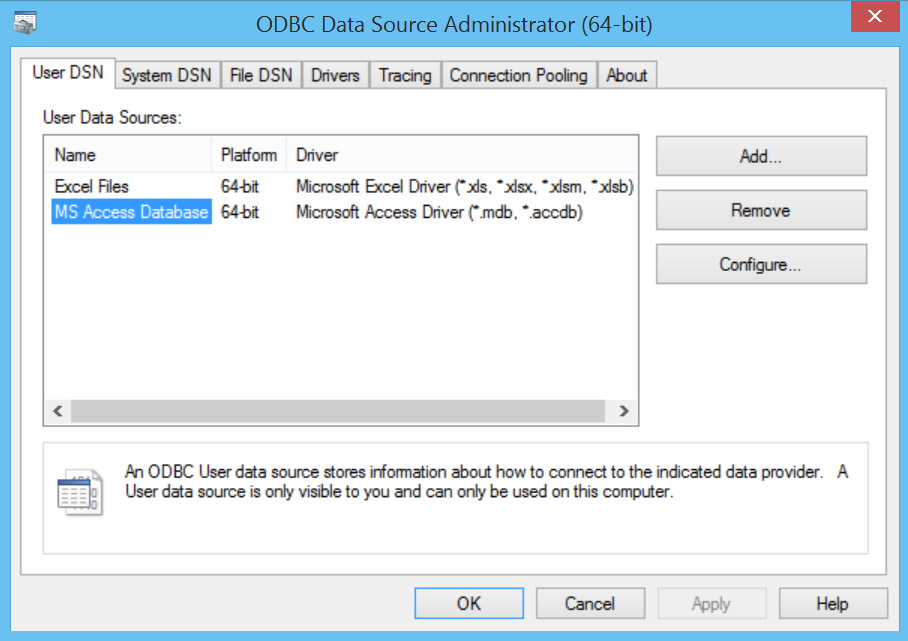 ODBC Data Source Administrator (64-bit)
User DSN System DSN File DSN Drivers Tracing Connection Pooling About
User Data Sources:
Name Platform Driver
Excel Files 64-bit Microsoft Excel Driver (*.xls, *.xlsx, *.xlsm, *.xlsb)
MS Access Database 64-bit Microsoft Access Driver (*.mdb, *.accdb)
Add...
Remove
Configure...
An ODBC User data source stores information about how to connect to the indicated data provider. A
User data source is only visible to you and can only be used on this computer.
OK Cancel Apply Help